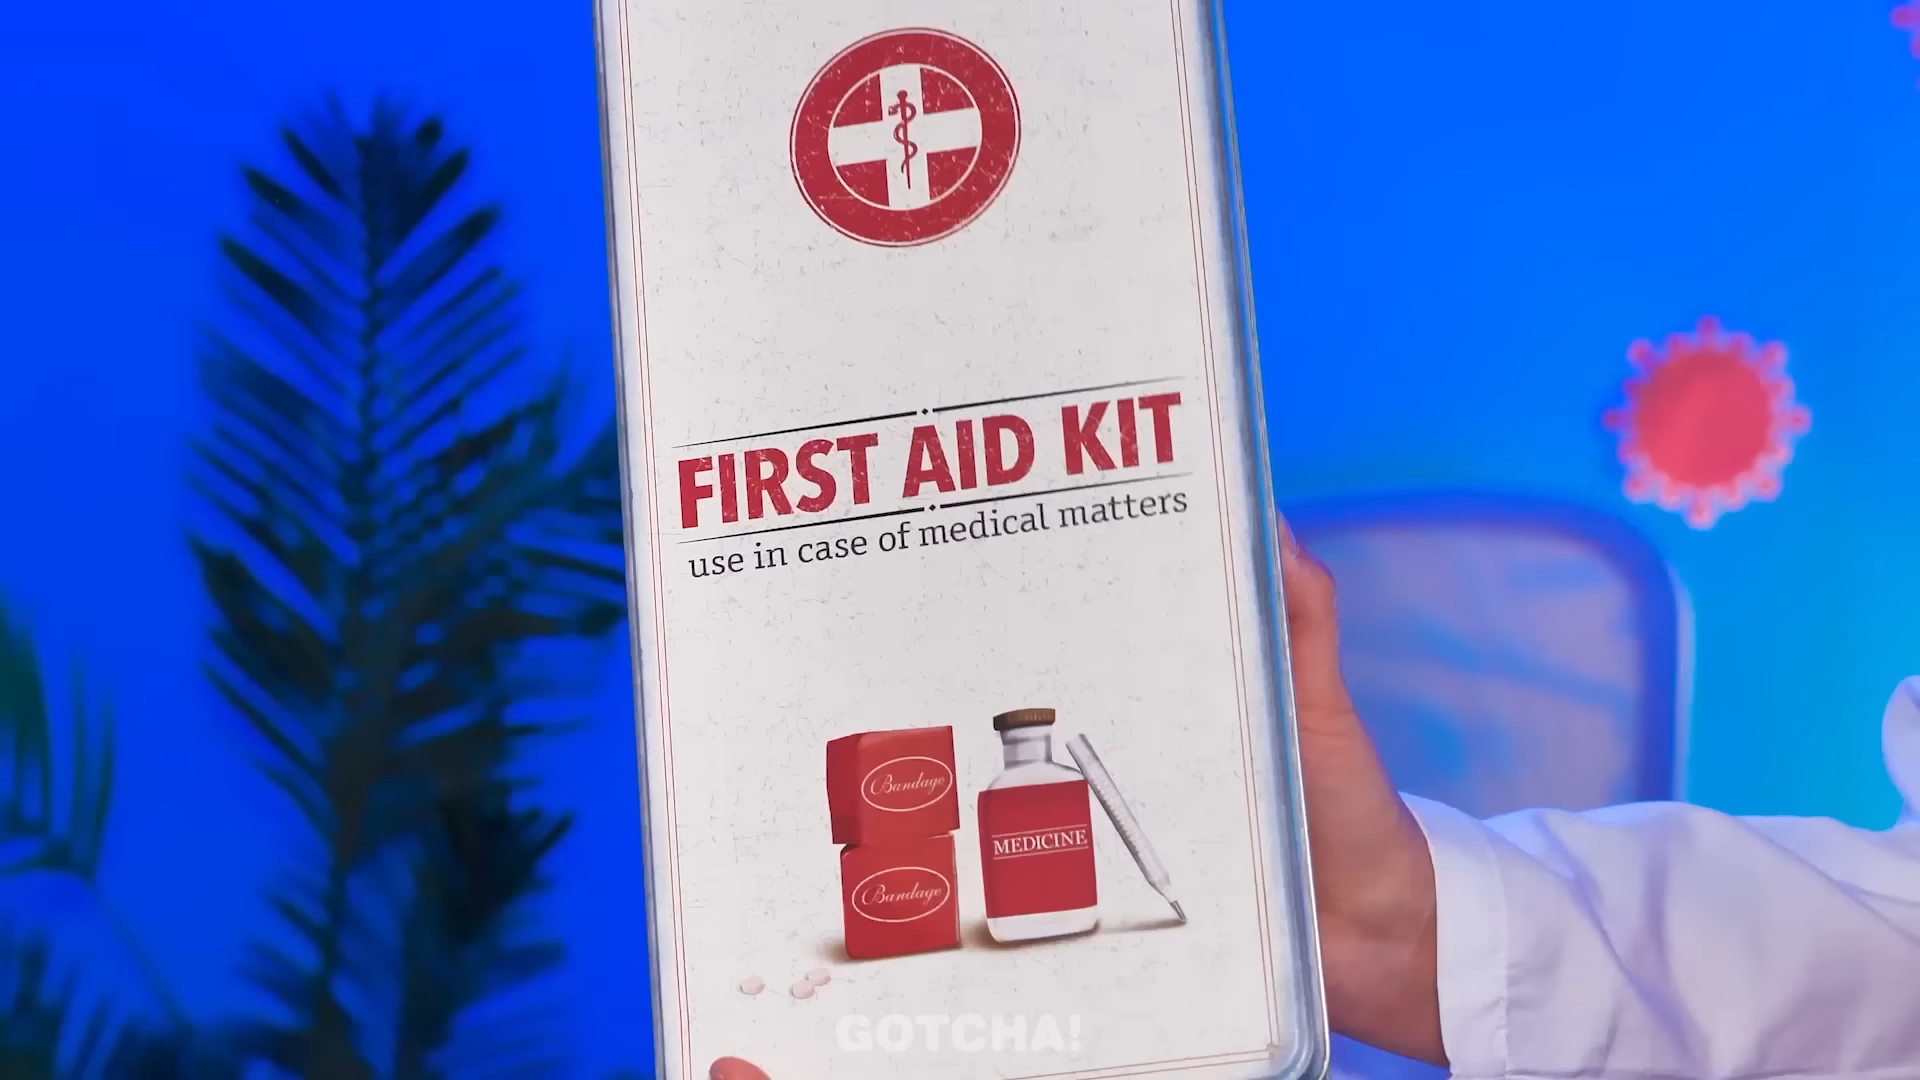 FIRST AID KIT
use in case of medical matters
Bandage
MEDICINE
Bandage
GOTCHA!